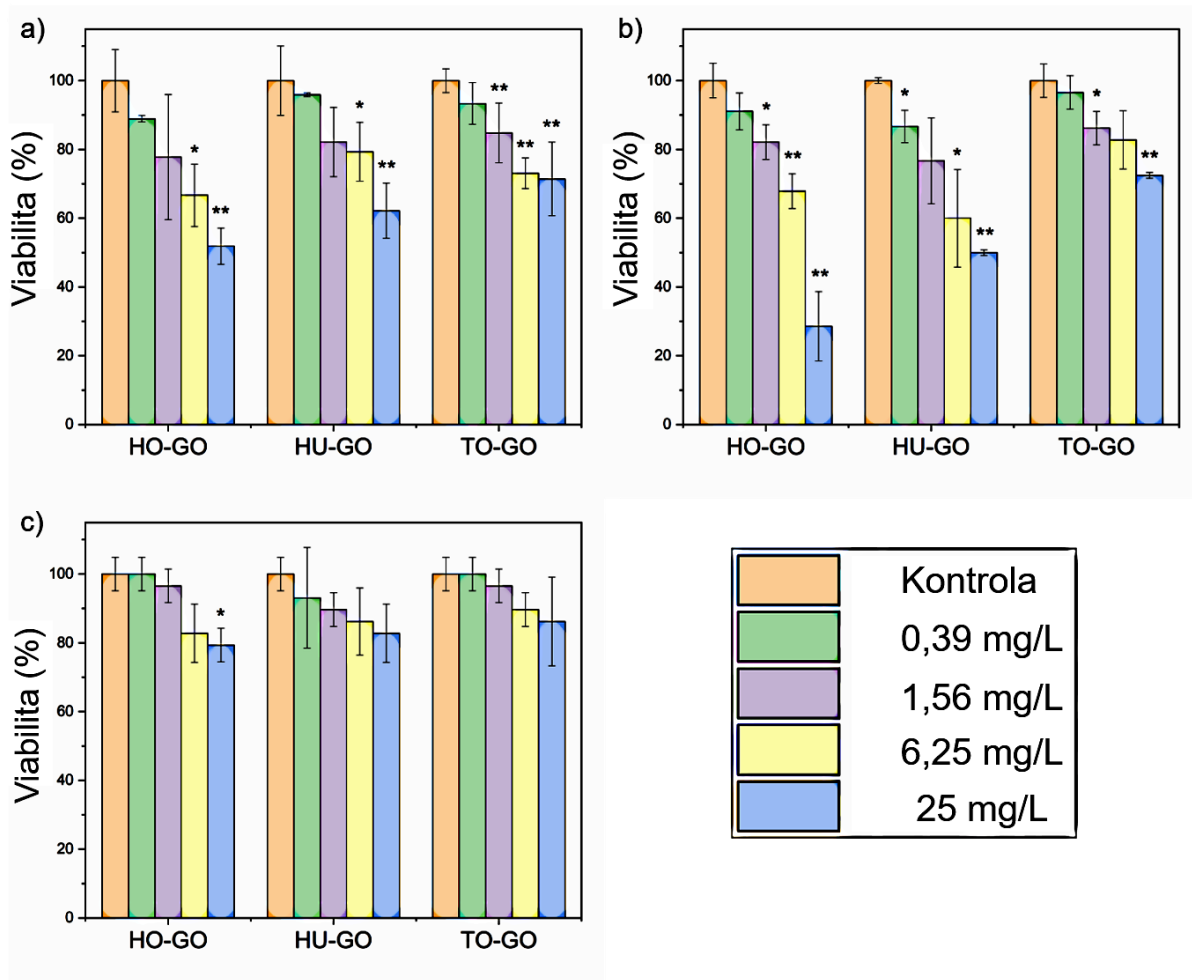 a)
Viabilita (%)
100
80
60
40
20
0
*
**
*
**
**
**
**
HO-GO
HU-GO
TO-GO
b)
Viabilita (%)
100
80
60
40
20
0
*
**
**
*
*
**
*
**
HO-GO
HU-GO
TO-GO
c)
Viabilita (%)
100
80
60
40
20
0
*
HO-GO
HU-GO
TO-GO
Kontrola
0,39 mg/L
1,56 mg/L
6,25 mg/L
25 mg/L